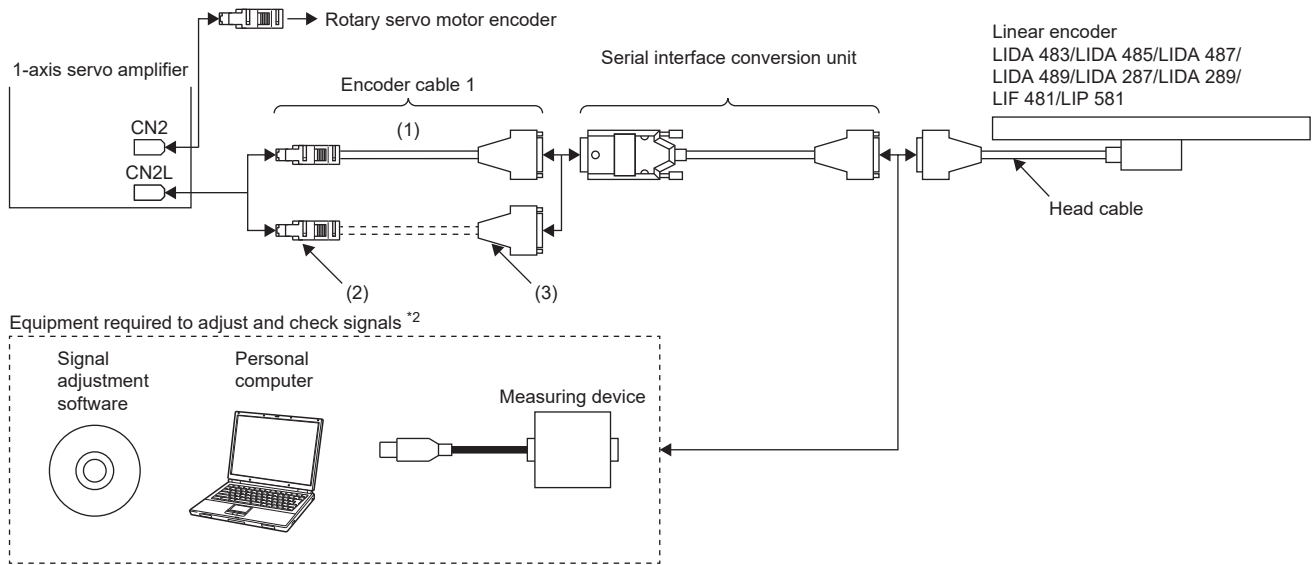 Rotary servo motor encoder
1-axis servo amplifier
CN2
CN2L
Encoder cable 1
(1)
(2)
(3)
Serial interface conversion unit
Linear encoder
LIDA 483/LIDA 485/LIDA 487/
LIDA 489/LIDA 287/LIDA 289/
LIF 481/LIP 581
Head cable
Equipment required to adjust and check signals *2
Signal
adjustment
software
Personal
computer
Measuring device